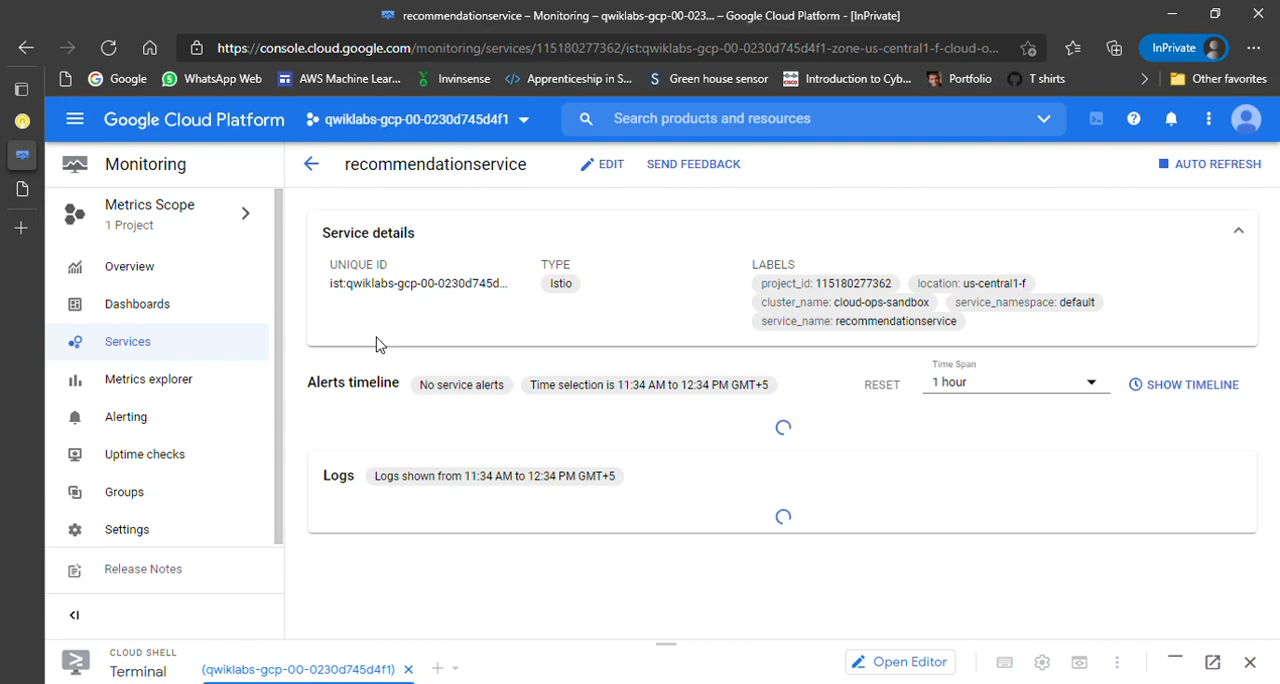 recommendationservice – Monitoring – qwiklabs-gcp-00-023... – Google Cloud Platform - [InPrivate]
https://console.cloud.google.com/monitoring/services/115180277362/ist:qwiklabs-gcp-00-0230d745d4f1-zone-us-central1-f-cloud-o...
InPrivate
Google
WhatsApp Web
AWS Machine Lear...
Invinsense
Apprenticeship in S...
Green house sensor
Introduction to Cyb...
Portfolio
T shirts
Other favorites
Google Cloud Platform
qwiklabs-gcp-00-0230d745d4f1
Search products and resources
Monitoring
recommendationservice
EDIT
SEND FEEDBACK
AUTO REFRESH
Metrics Scope
1 Project
Overview
Dashboards
Services
Metrics explorer
Alerting
Uptime checks
Groups
Settings
Release Notes
Service details
UNIQUE ID
ist:qwiklabs-gcp-00-0230d745d...
TYPE
Istio
LABELS
project_id: 115180277362
location: us-central1-f
cluster_name: cloud-ops-sandbox
service_namespace: default
service_name: recommendationservice
Alerts timeline
No service alerts
Time selection is 11:34 AM to 12:34 PM GMT+5
RESET
Time Span
1 hour
SHOW TIMELINE
Logs
Logs shown from 11:34 AM to 12:34 PM GMT+5
CLOUD SHELL
Terminal
(qwiklabs-gcp-00-0230d745d4f1)
Open Editor